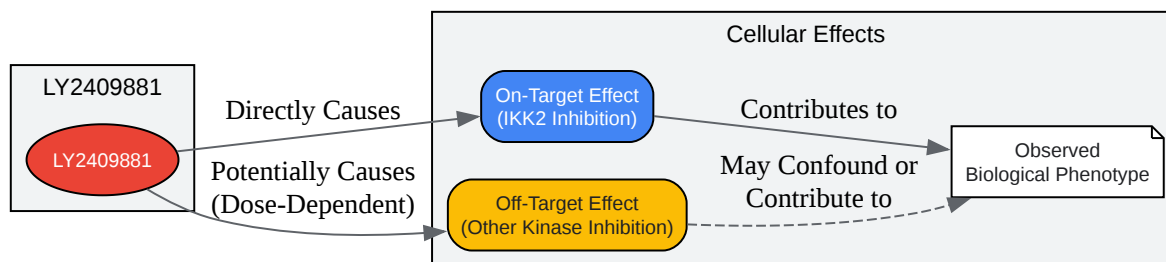 Cellular Effects
LY2409881
LY2409881
Directly Causes
Potentially Causes
(Dose-Dependent)
On-Target Effect
(IKK2 Inhibition)
Off-Target Effect
(Other Kinase Inhibition)
Contributes to
May Confound or
Contribute to
Observed
Biological Phenotype